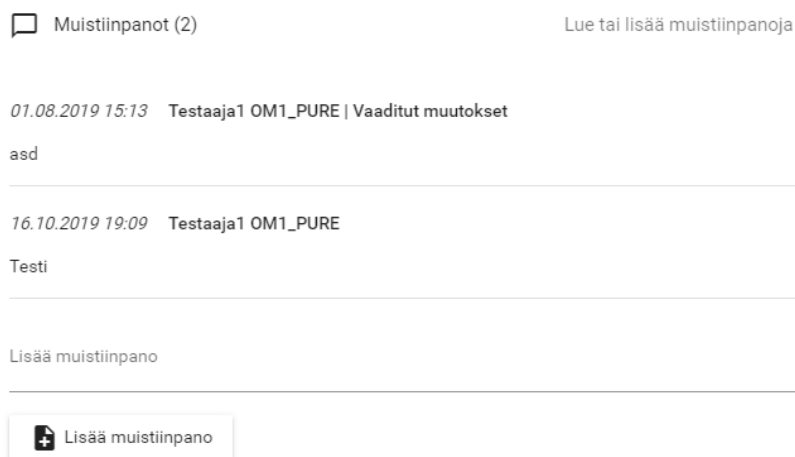 Muistiinpanot (2) Lue tai lisää muistiinpanoja
01.08.2019 15:13 Testaaja1 OM1_PURE | Vaaditut muutokset
asd
16.10.2019 19:09 Testaaja1 OM1_PURE
Testi
Lisää muistiinpano
Lisää muistiinpano